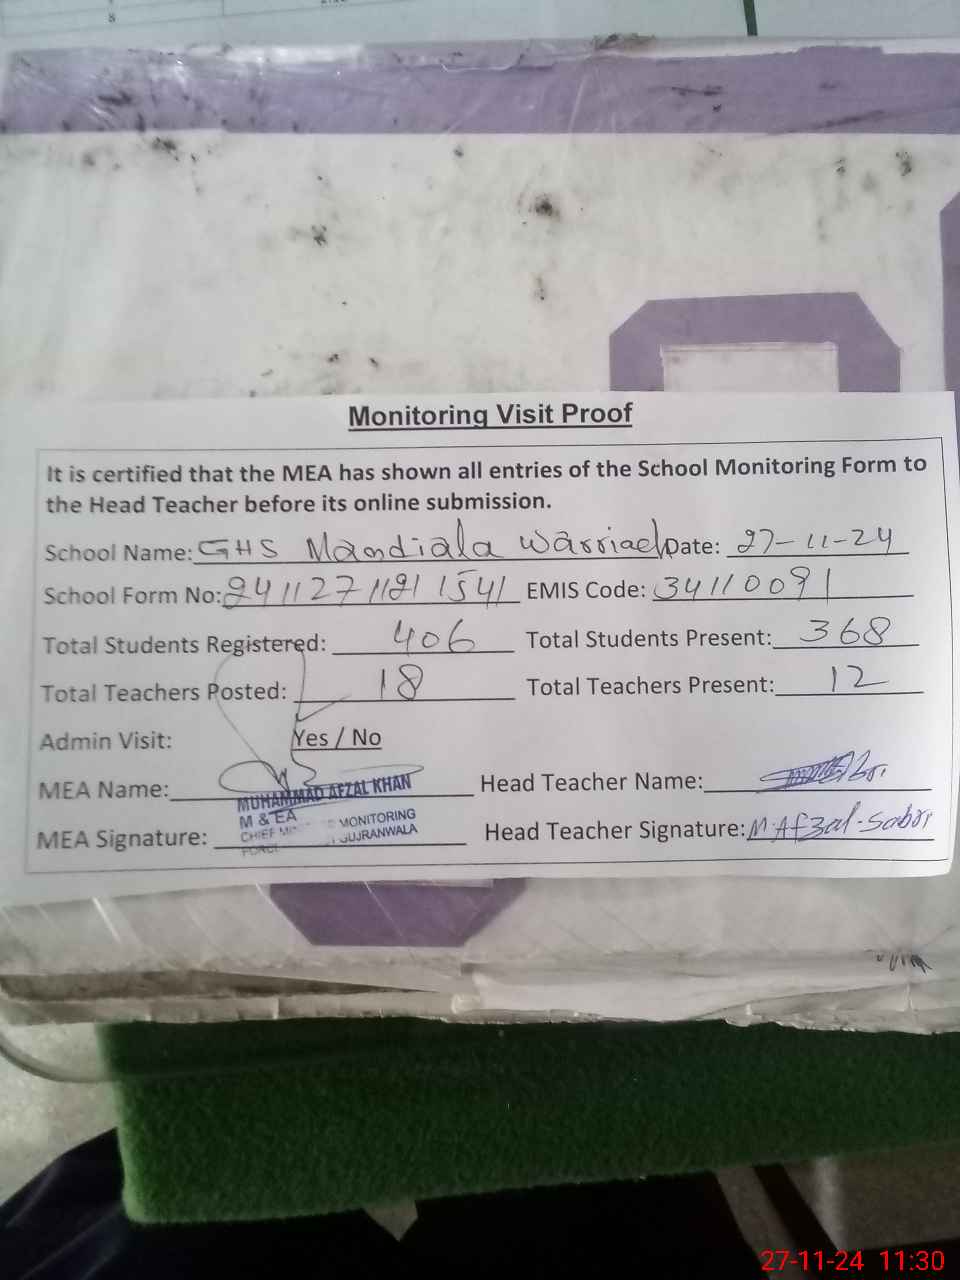 8
Monitoring Visit Proof
It is certified that the MEA has shown all entries of the School Monitoring Form to
the Head Teacher before its online submission.
School Name: GHS Mandiala Warriach Date: 27-11-24
School Form No: EMIS Code: 34110091
Total Students Registered: 406 Total Students Present: 368
Total Teachers Posted: 18 Total Teachers Present: 12
Admin Visit: Yes / No
MEA Name: Head Teacher Name:
MUHAMMAD AFZAL KHAN
M & EA
CHIEF MONITORING
FORCE GUJRANWALA
MEA Signature: Head Teacher Signature: M. Afzal. Sabir
27-11-24 11:30